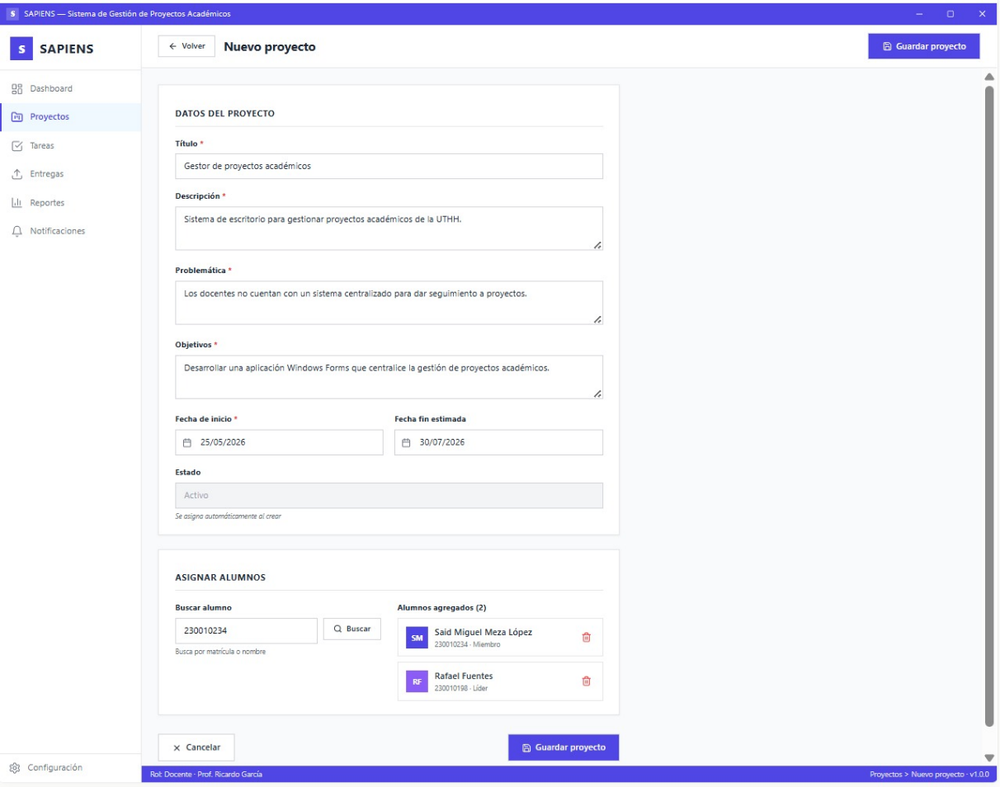 S SAPIENS — Sistema de Gestión de Proyectos Académicos
S SAPIENS
Volver
Nuevo proyecto
Guardar proyecto
Dashboard
Proyectos
Tareas
Entregas
Reportes
Notificaciones
DATOS DEL PROYECTO
Título *
Gestor de proyectos académicos
Descripción *
Sistema de escritorio para gestionar proyectos académicos de la UTHH.
Problemática *
Los docentes no cuentan con un sistema centralizado para dar seguimiento a proyectos.
Objetivos *
Desarrollar una aplicación Windows Forms que centralice la gestión de proyectos académicos.
Fecha de inicio *
25/05/2026
Fecha fin estimada
30/07/2026
Estado
Activo
Se asigna automáticamente al crear
ASIGNAR ALUMNOS
Buscar alumno
230010234
Buscar
Busca por matrícula o nombre
Alumnos agregados (2)
SM
Said Miguel Meza López
230010234 · Miembro
RF
Rafael Fuentes
230010198 · Líder
Cancelar
Guardar proyecto
Configuración
Rol: Docente · Prof. Ricardo García
Proyectos > Nuevo proyecto · v1.0.0